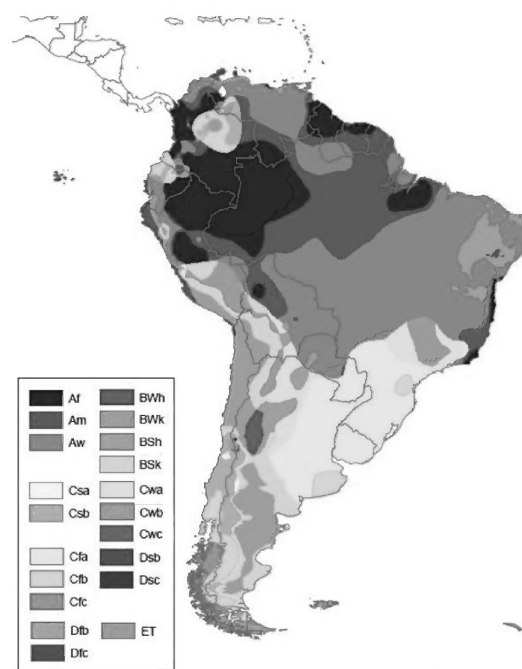 Af BWh
Am BWk
Aw BSh
BSk
Csa Cwa
Csb Cwb
Cwc
Cfa Dsb
Cfb Dsc
Cfc
Dfb ET
Dfc